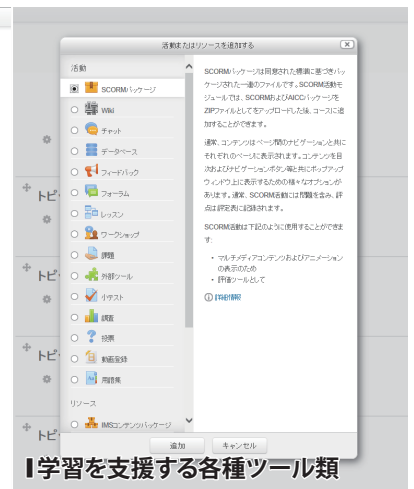 活動またはリソースを追加する
活動
SCORMパッケージ
Wiki
チャット
データベース
フィードバック
フォーラム
レッスン
ワークショップ
課題
外部ツール
小テスト
調査
投票
動画登録
用語集
リソース
IMSコンテンツパッケージ
SCORMパッケージは同意された標準に基づきパッ
ケージされた一連のファイルです。SCORM活動モ
ジュールでは、SCORMおよびAICCパッケージを
ZIPファイルとしてをアップロードした後、コースに追
加することができます。
通常、コンテンツはページ間のナビゲーションと共に
それぞれのページに表示されます。コンテンツを目
次およびナビゲーションボタン等と共にポップアップ
ウィンドウ上に表示するための様々なオプションが
あります。通常、SCORM活動には問題を含み、評
点は評定表に記録されます。
SCORM活動は下記のように使用することができま
す:
・ マルチメディアコンテンツおよびアニメーション
の表示のため
・ 評価ツールとして
詳細情報
追加
キャンセル
トピ
トピ
トピ
トピ
学習を支援する各種ツール類